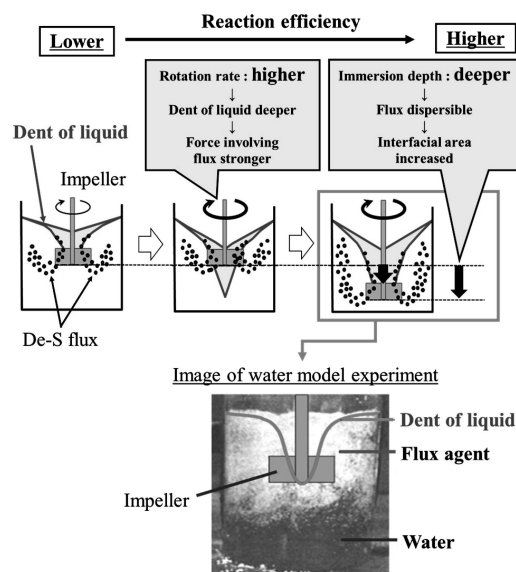 Reaction efficiency
Lower
Higher
Rotation rate : higher
↓
Dent of liquid deeper
↓
Force involving
flux stronger
Immersion depth : deeper
↓
Flux dispersible
↓
Interfacial area
increased
Dent of liquid
Impeller
De-S flux
Image of water model experiment
Dent of liquid
Flux agent
Impeller
Water